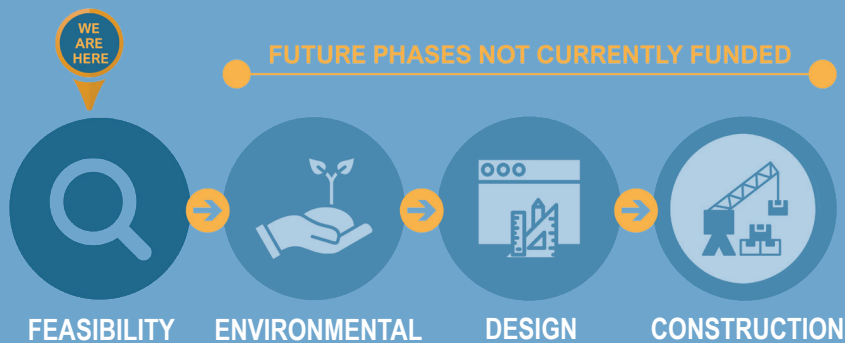 WE
ARE
HERE
FUTURE PHASES NOT CURRENTLY FUNDED
FEASIBILITY
ENVIRONMENTAL
DESIGN
CONSTRUCTION